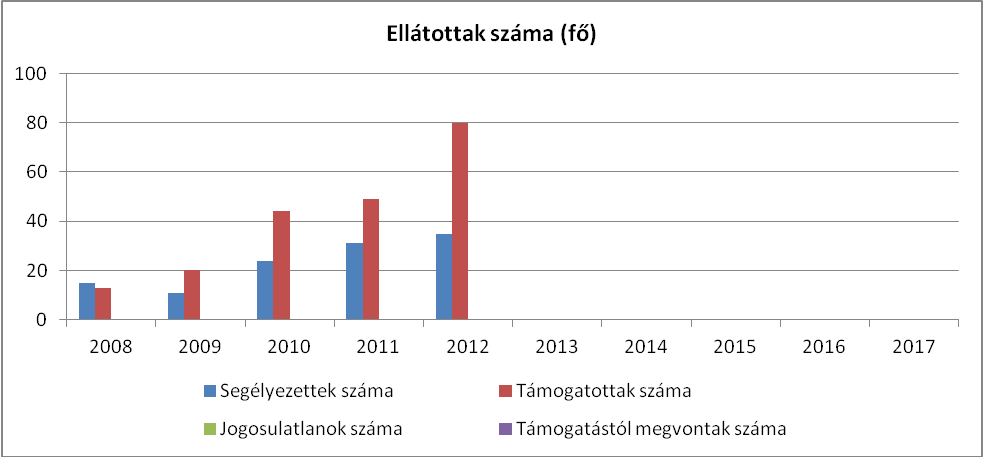 Ellátottak száma (fő)
100
80
60
40
20
0
2008 2009 2010 2011 2012 2013 2014 2015 2016 2017
Segélyezettek száma Támogatottak száma
Jogosulatlanok száma Támogatástól megvontak száma